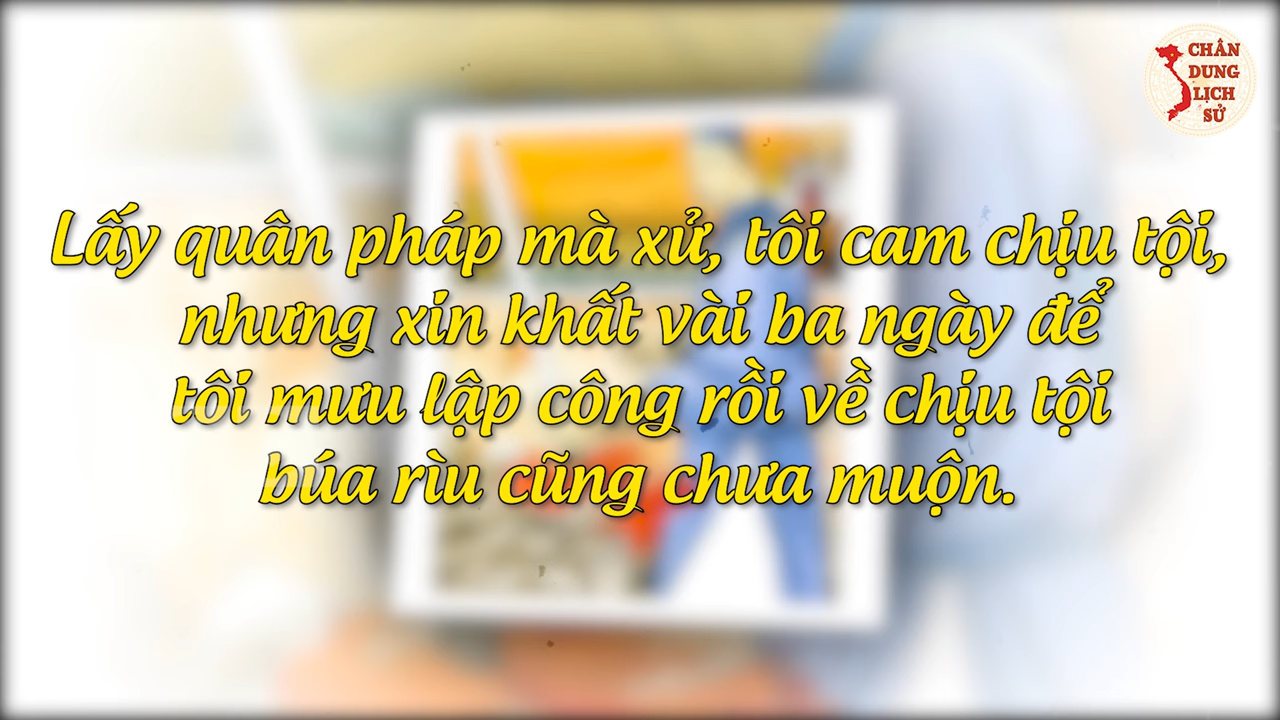 CHÂN
DUNG
LỊCH
SỬ
Lấy quân pháp mà xử, tôi cam chịu tội,
nhưng xin khất vài ba ngày để
tôi mưu lập công rồi về chịu tội
búa rìu cũng chưa muộn.